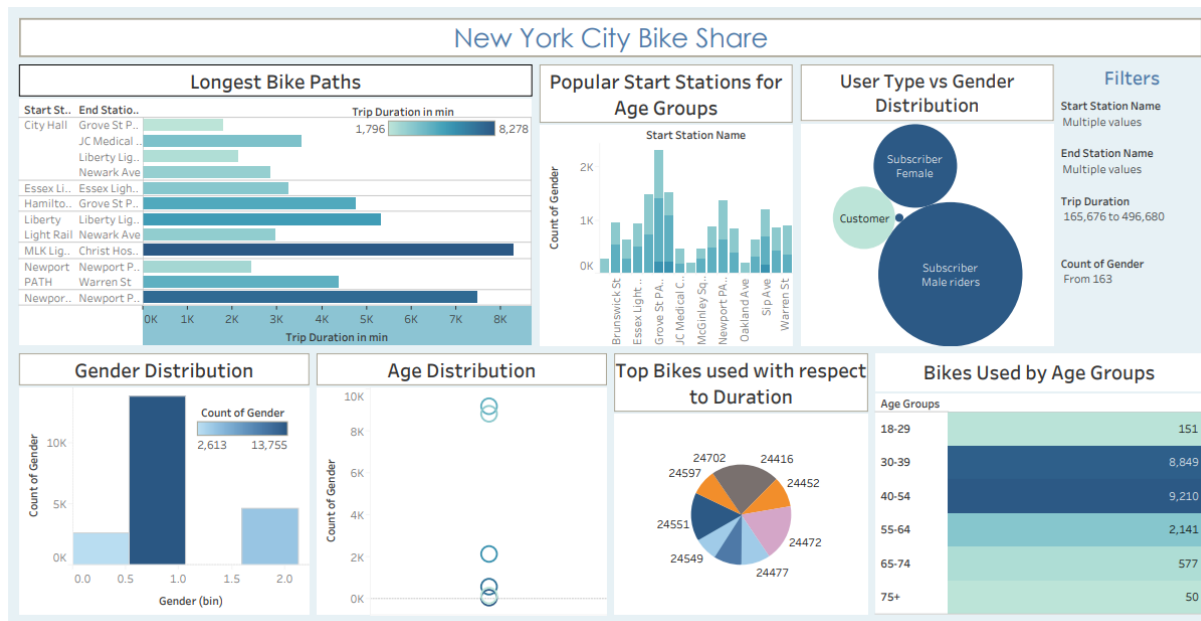 New York City Bike Share
Longest Bike Paths
Start St.. End Statio..
Trip Duration in min
1,796 8,278
City Hall Grove St P..
JC Medical ..
Liberty Lig..
Newark Ave
Essex Li.. Essex Ligh..
Hamilto.. Grove St P..
Liberty Liberty Lig..
Light Rail Newark Ave
MLK Lig.. Christ Hos..
Newport Newport P..
PATH Warren St
Newpor.. Newport P..
0K 1K 2K 3K 4K 5K 6K 7K 8K
Trip Duration in min
Popular Start Stations for
Age Groups
Start Station Name
Count of Gender
2K
1K
0K
Brunswick St
Essex Light..
Grove St PA..
JC Medical C..
McGinley Sq..
Newport PA..
Oakland Ave
Sip Ave
Warren St
User Type vs Gender
Distribution
Subscriber
Female
Customer
Subscriber
Male riders
Filters
Start Station Name
Multiple values
End Station Name
Multiple values
Trip Duration
165,676 to 496,680
Count of Gender
From 163
Gender Distribution
Count of Gender
2,613 13,755
Count of Gender
10K
5K
0K
0.0 0.5 1.0 1.5 2.0
Gender (bin)
Age Distribution
Count of Gender
10K
8K
6K
4K
2K
0K
Top Bikes used with respect
to Duration
24702 24416
24597 24452
24551
24472
24549
24477
Bikes Used by Age Groups
Age Groups
18-29 151
30-39 8,849
40-54 9,210
55-64 2,141
65-74 577
75+ 50